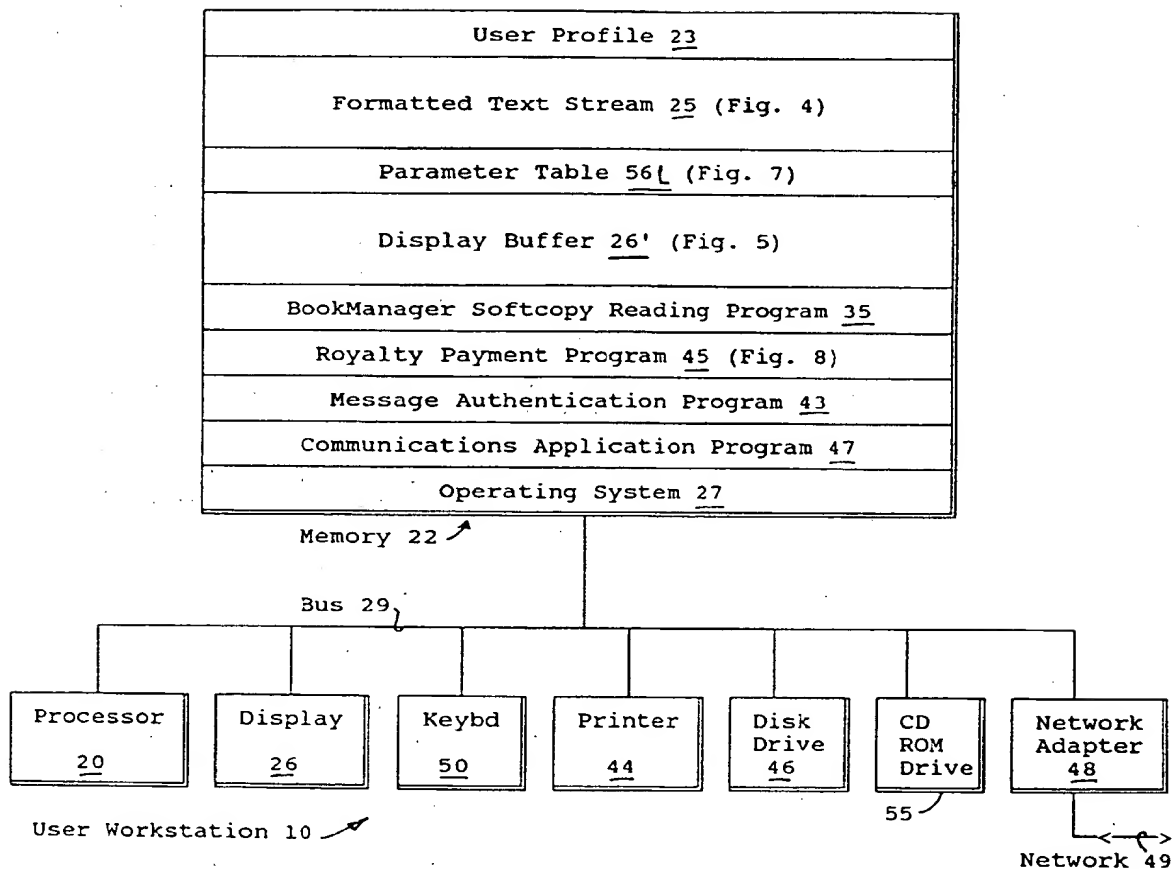 User Profile 23
Formatted Text Stream 25 (Fig. 4)
Parameter Table 56L (Fig. 7)
Display Buffer 26' (Fig. 5)
BookManager Softcopy Reading Program 35
Royalty Payment Program 45 (Fig. 8)
Message Authentication Program 43
Communications Application Program 47
Operating System 27
Memory 22
Bus 29
Processor
20
Display
26
Keybd
50
Printer
44
Disk
Drive
46
CD
ROM
Drive
55
Network
Adapter
48
User Workstation 10
Network 49